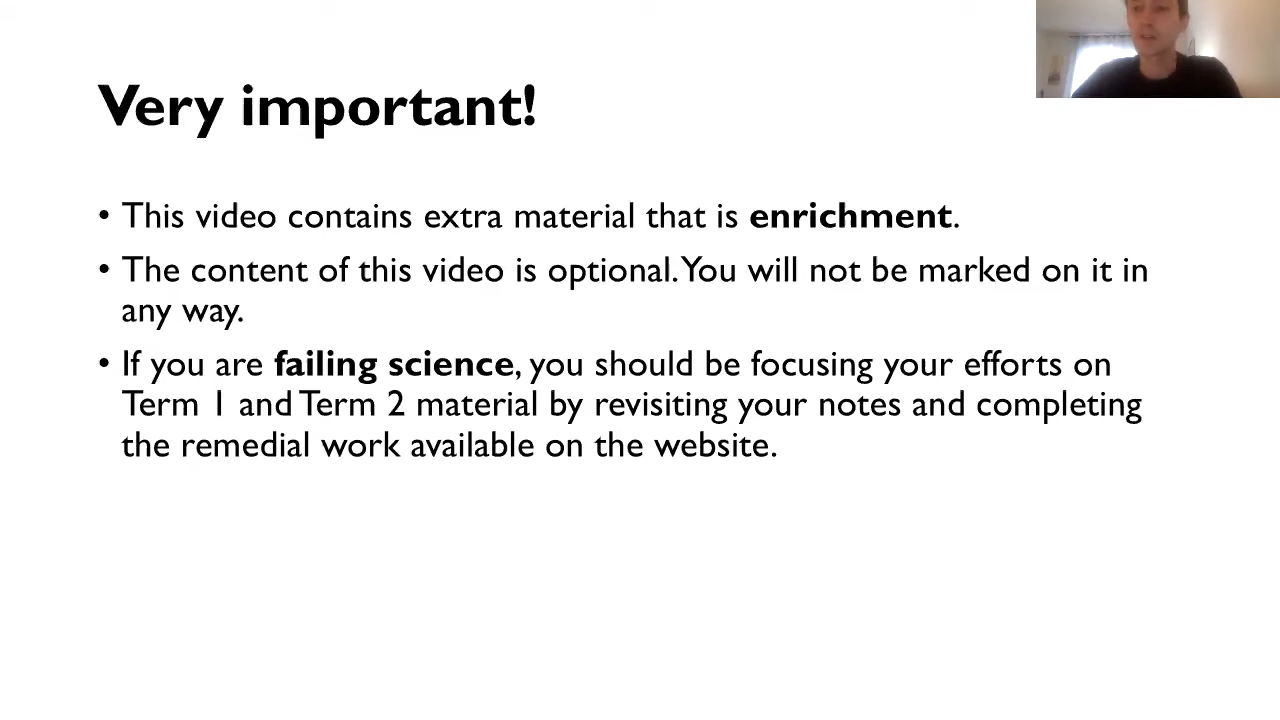 Very important!
• This video contains extra material that is enrichment.
• The content of this video is optional. You will not be marked on it in
any way.
• If you are failing science, you should be focusing your efforts on
Term 1 and Term 2 material by revisiting your notes and completing
the remedial work available on the website.